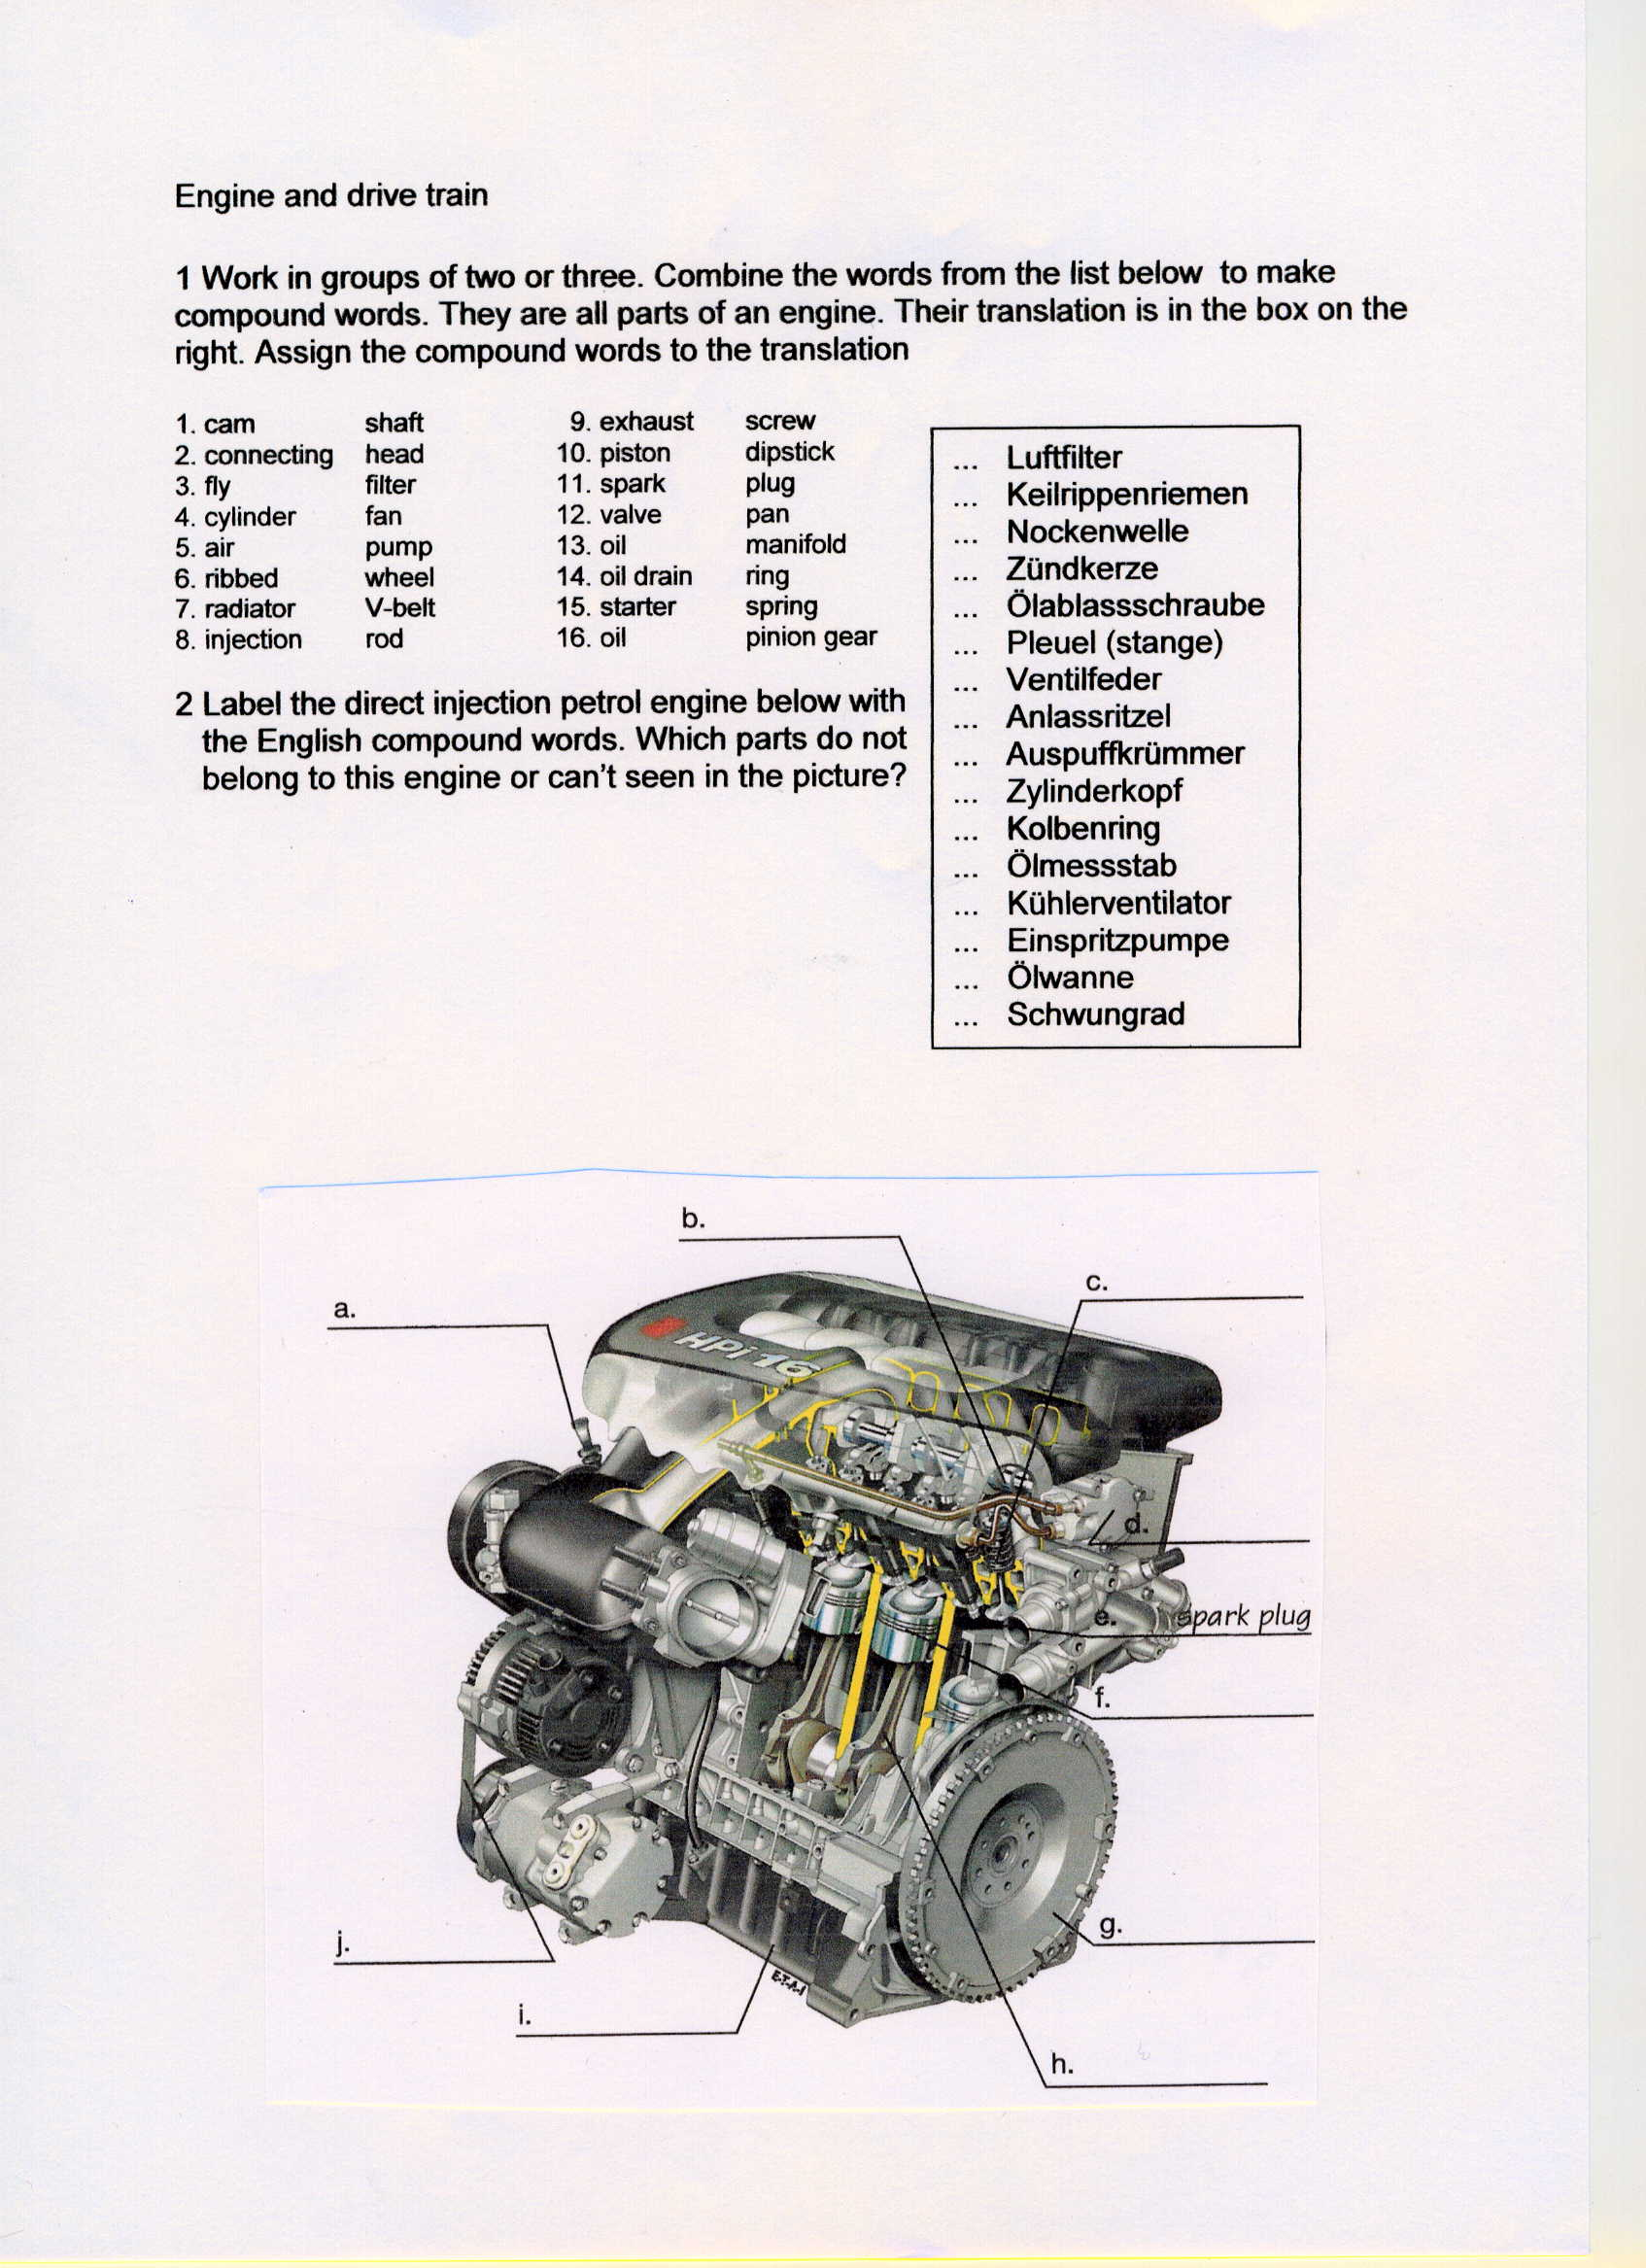 Engine and drive train
1 Work in groups of two or three. Combine the words from the list below to make
compound words. They are all parts of an engine. Their translation is in the box on the
right. Assign the compound words to the translation
1. cam shaft
2. connecting head
3. fly filter
4. cylinder fan
5. air pump
6. ribbed wheel
7. radiator V-belt
8. injection rod
9. exhaust screw
10. piston dipstick
11. spark plug
12. valve pan
13. oil manifold
14. oil drain ring
15. starter spring
16. oil pinion gear
... Luftfilter
... Keilrippenriemen
... Nockenwelle
... Zündkerze
... Ölablassschraube
... Pleuel (stange)
... Ventilfeder
... Anlassritzel
... Auspuffkrümmer
... Zylinderkopf
... Kolbenring
... Ölmessstab
... Kühlerventilator
... Einspritzpumpe
... Ölwanne
... Schwungrad
2 Label the direct injection petrol engine below with
the English compound words. Which parts do not
belong to this engine or can't seen in the picture?
b.
c.
a.
HPi 16
d.
e. spark plug
f.
g.
j.
E-T-A-I
i.
h.